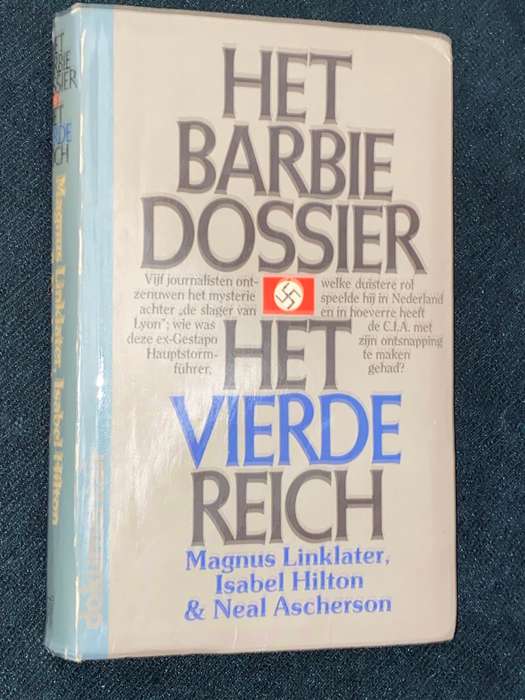 HET
BARBIE
DOSSIER
Vijf journalisten ont-
zenuwen het mysterie
achter „de slager van
Lyon"; wie was
deze ex-Gestapo
Hauptstorm-
führer,
welke duistere rol
speelde hij in Nederland
en in hoeverre heeft
de C.I.A. met
zijn ontsnapping
te maken
gehad?
HET
VIERDE
REICH
Magnus Linklater,
Isabel Hilton
& Neal Ascherson
HET
BARBIE
DOSSIER
HET
VIERDE
REICH
Magnus Linklater, Isabel Hilton